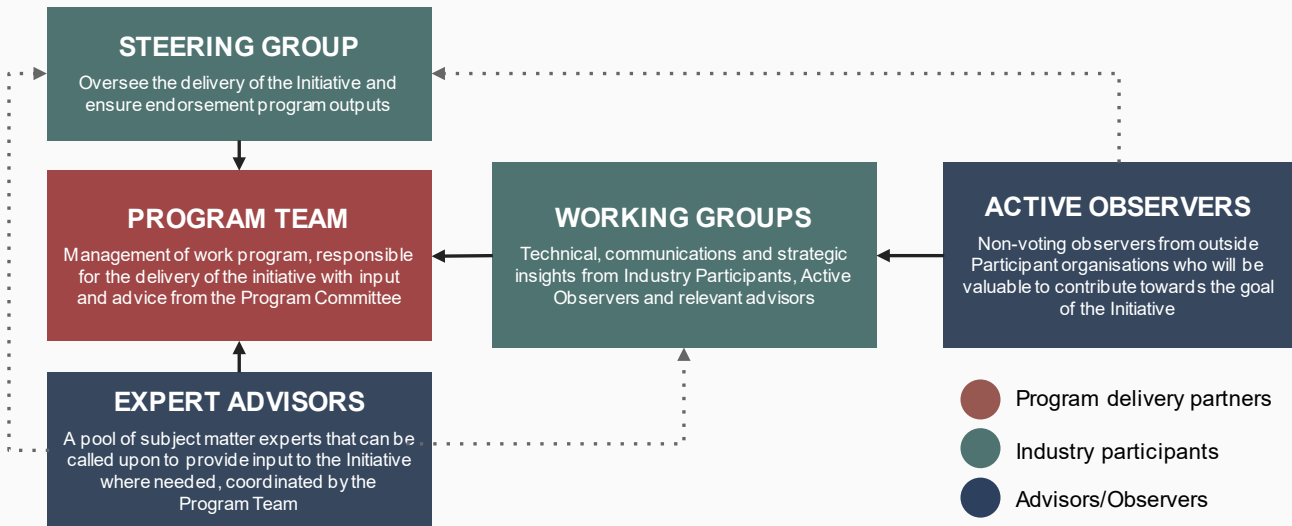 STEERING GROUP
Oversee the delivery of the Initiative and
ensure endorsement program outputs
PROGRAM TEAM
Management of work program, responsible
for the delivery of the initiative with input
and advice from the Program Committee
WORKING GROUPS
Technical, communications and strategic
insights from Industry Participants, Active
Observers and relevant advisors
ACTIVE OBSERVERS
Non-voting observers from outside
Participant organisations who will be
valuable to contribute towards the goal
of the Initiative
EXPERT ADVISORS
A pool of subject matter experts that can be
called upon to provide input to the Initiative
where needed, coordinated by the
Program Team
Program delivery partners
Industry participants
Advisors/Observers